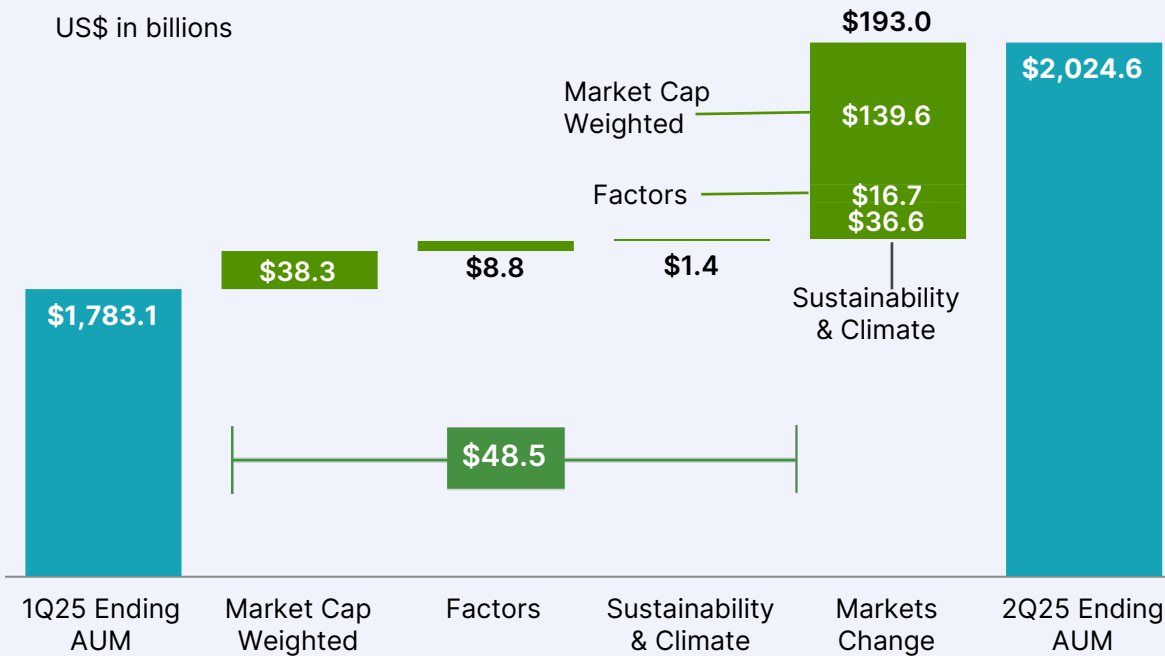 US$ in billions
$193.0
$2,024.6
Market Cap
Weighted
$139.6
Factors
$16.7
$36.6
$38.3
$8.8
$1.4
Sustainability
& Climate
$1,783.1
$48.5
1Q25 Ending
AUM
Market Cap
Weighted
Factors
Sustainability
& Climate
Markets
Change
2Q25 Ending
AUM